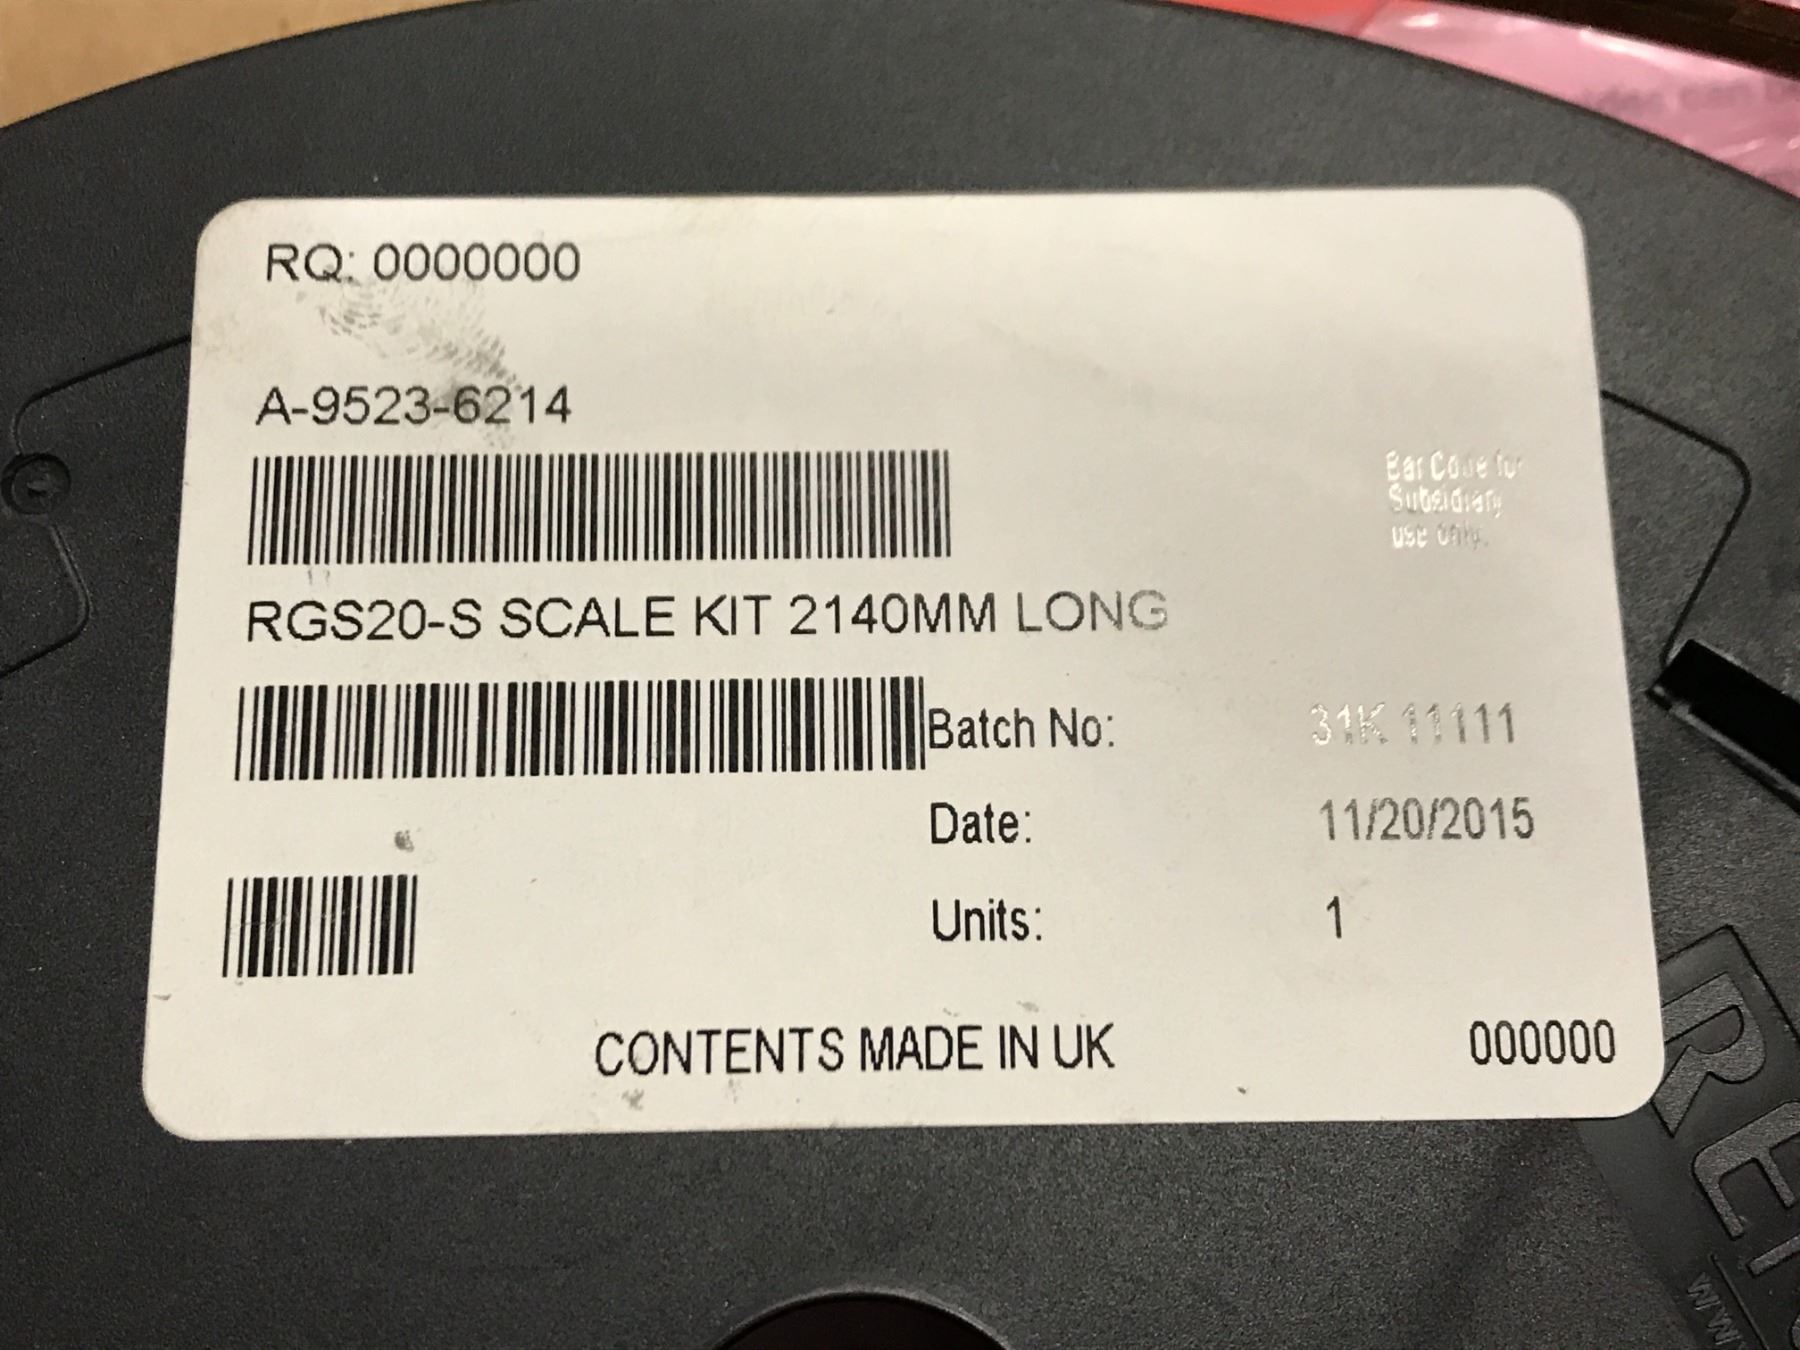 RQ: 0000000
A-9523-6214
Bar Code for
Subsidiary
use only.
RGS20-S SCALE KIT 2140MM LONG
Batch No: 31K 11111
Date: 11/20/2015
Units: 1
CONTENTS MADE IN UK 000000